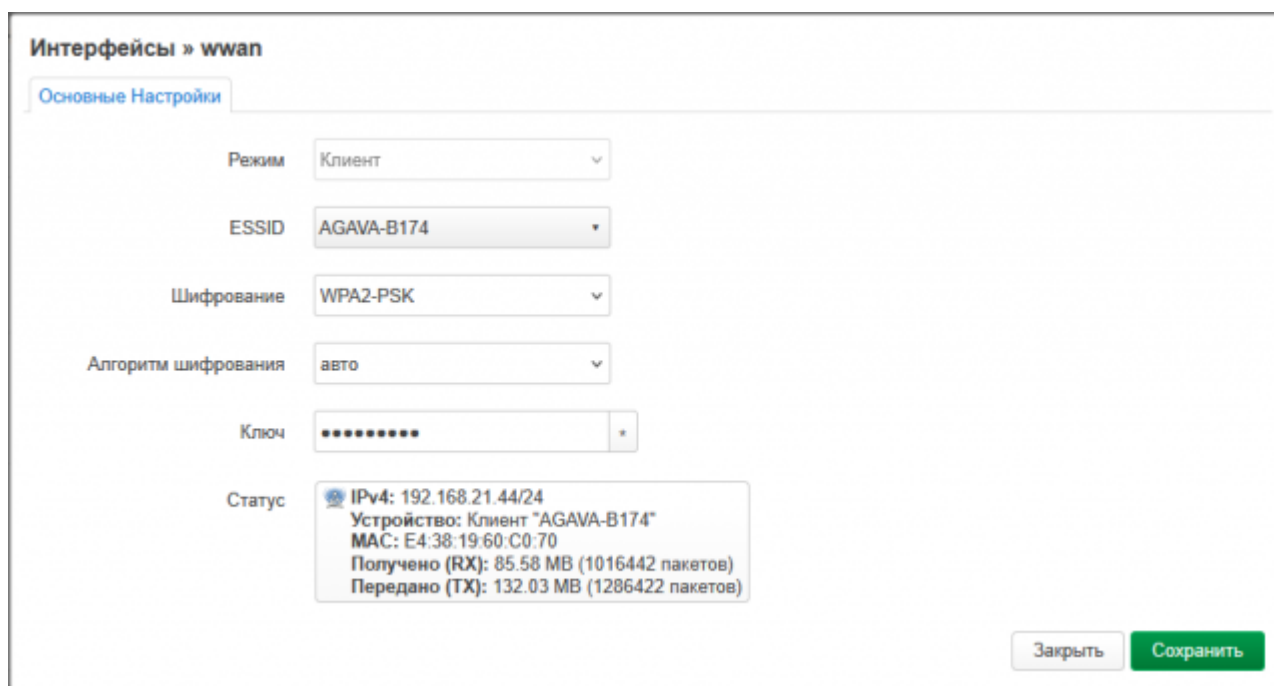 Интерфейсы » wwan
Основные Настройки
Режим Клиент
ESSID AGAVA-B174
Шифрование WPA2-PSK
Алгоритм шифрования авто
Ключ ••••••••• *
Статус IPv4: 192.168.21.44/24
Устройство: Клиент "AGAVA-B174"
MAC: E4:38:19:60:C0:70
Получено (RX): 85.58 MB (1016442 пакетов)
Передано (TX): 132.03 MB (1286422 пакетов)
Закрыть Сохранить